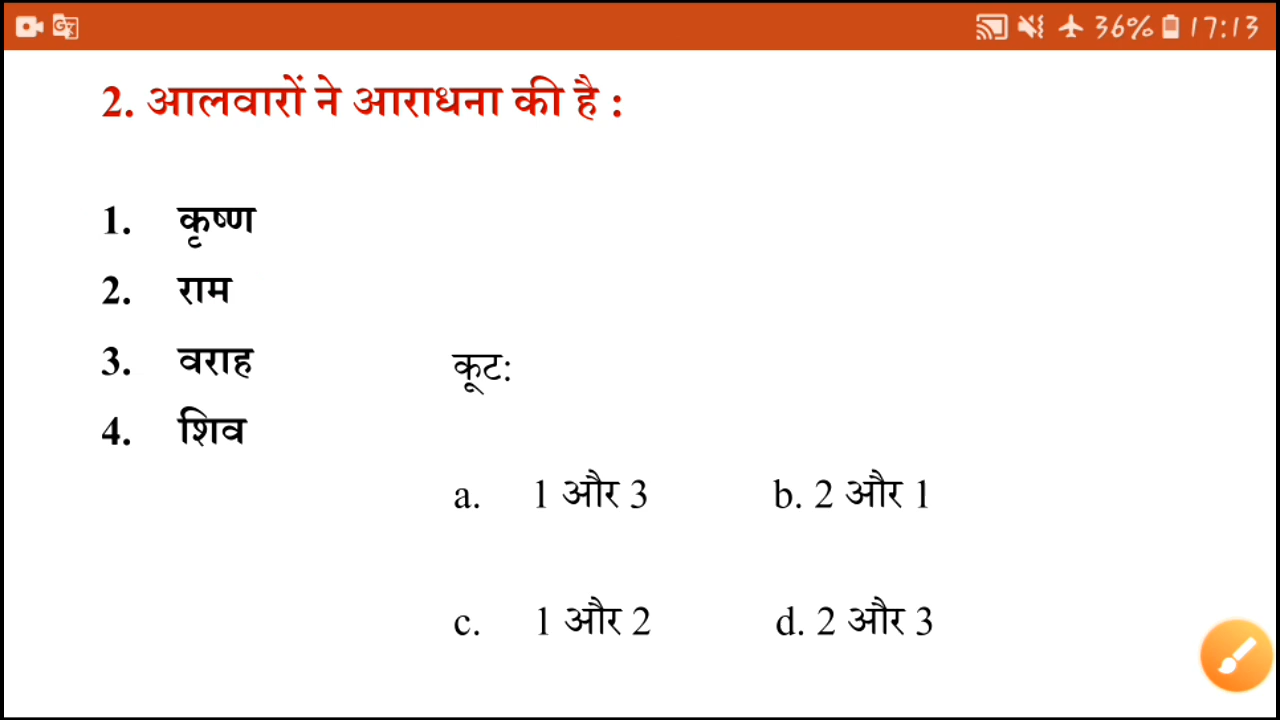 36% 17:13
2. आलवारों ने आराधना की है :
1. कृष्ण
2. राम
3. वराह
4. शिव
कूट:
a. 1 और 3 b. 2 और 1
c. 1 और 2 d. 2 और 3